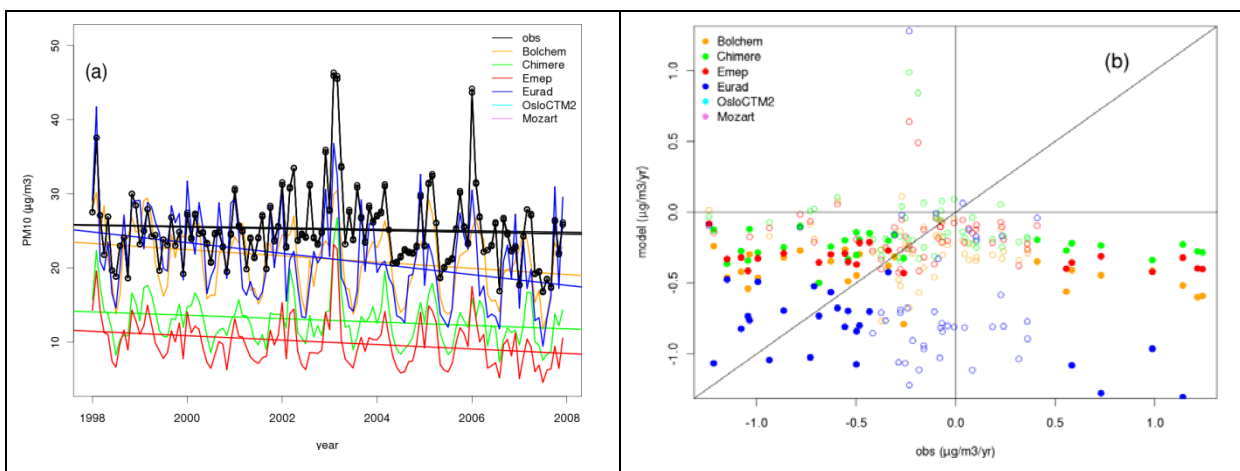 (a)
obs
Bolchem
Chimere
Emep
Eurad
OsloCTM2
Mozart
PM10 (µg/m3)
50
40
30
20
10
1998 2000 2002 2004 2006 2008
year
(b)
Bolchem
Chimere
Emep
Eurad
OsloCTM2
Mozart
model (µg/m3/yr)
1.0
0.5
0.0
-0.5
-1.0
-1.0 -0.5 0.0 0.5 1.0
obs (µg/m3/yr)